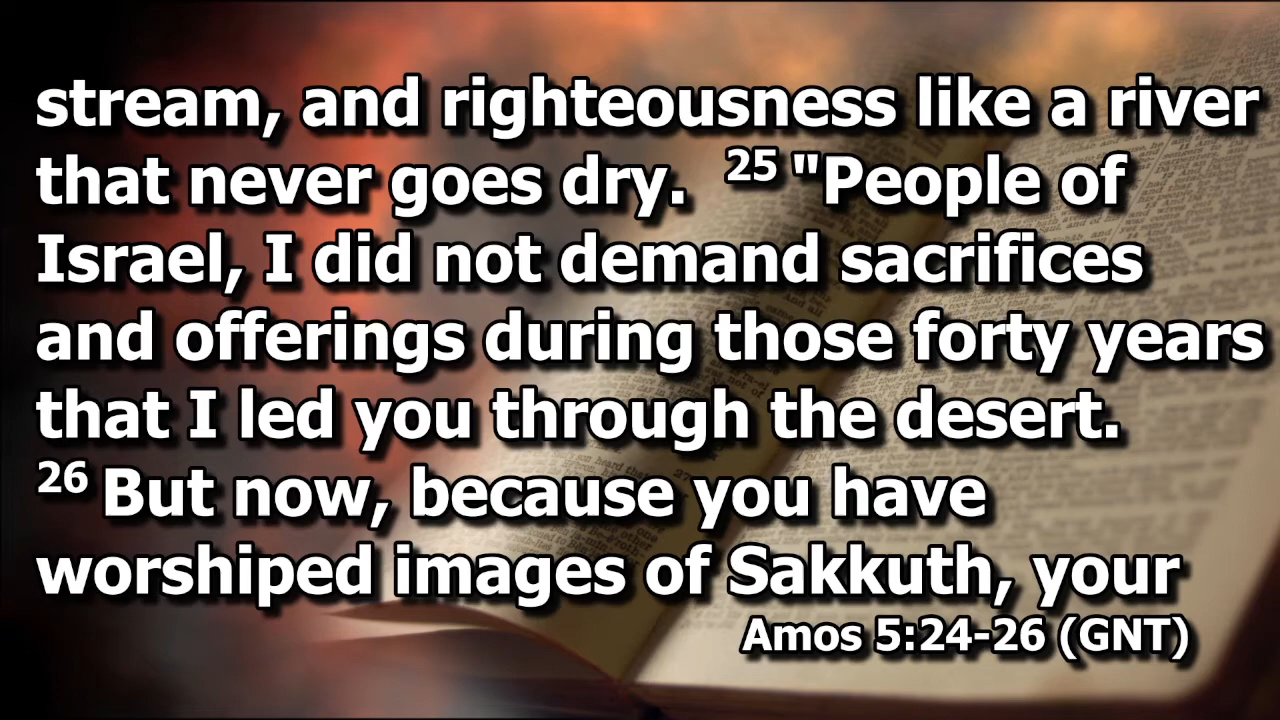 stream, and righteousness like a river
that never goes dry. 25 "People of
Israel, I did not demand sacrifices
and offerings during those forty years
that I led you through the desert.
26 But now, because you have
worshiped images of Sakkuth, your
Amos 5:24-26 (GNT)